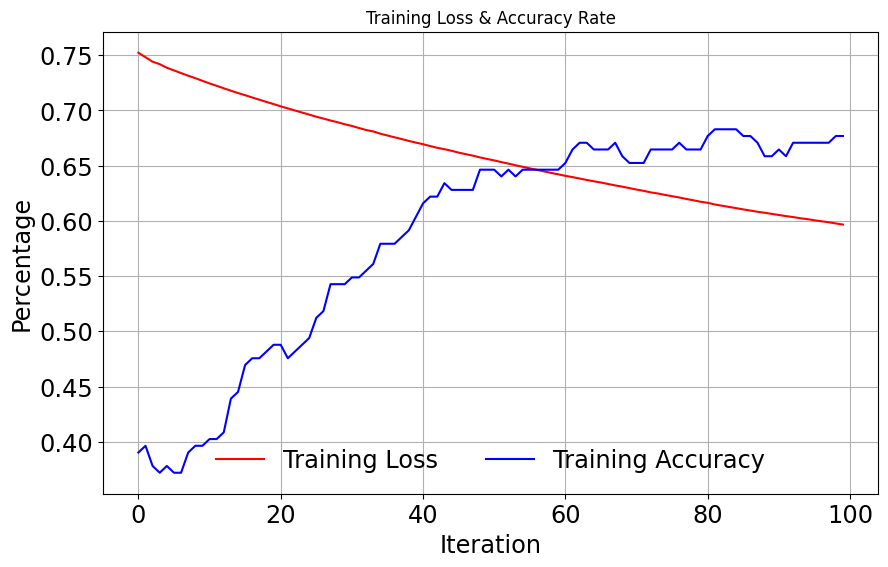 Training Loss & Accuracy Rate
0.75
0.70
0.65
0.60
0.55
0.50
0.45
0.40
Percentage
Training Loss
Training Accuracy
0 20 40 60 80 100
Iteration